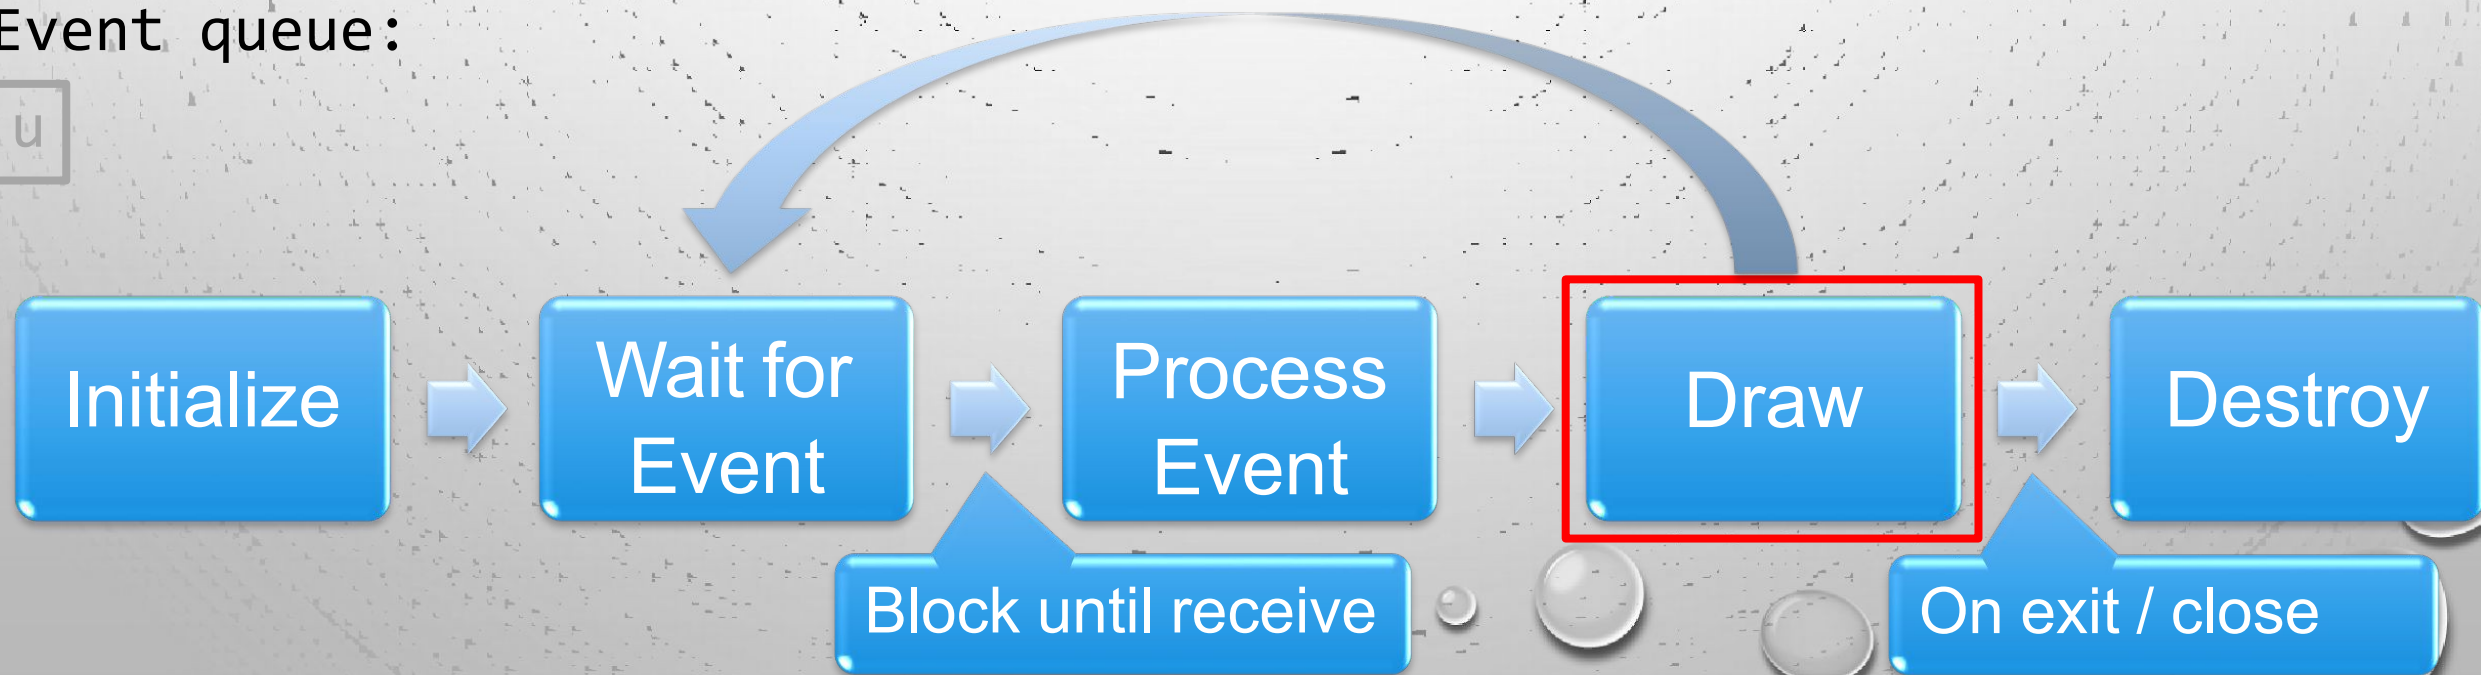 Event queue:
u
Initialize
Wait for
Event
Process
Event
Draw
Destroy
Block until receive
On exit / close